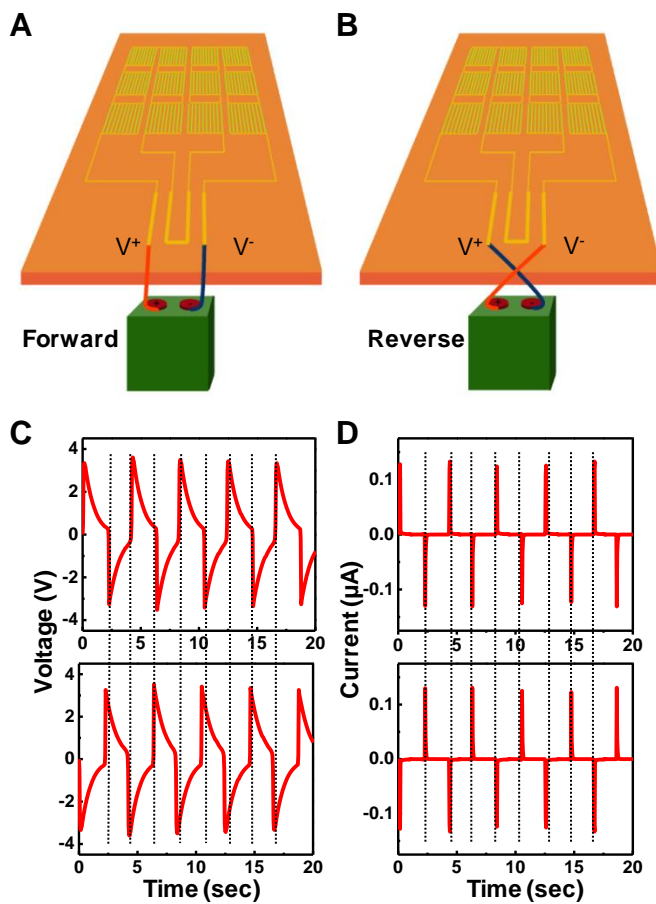 A
B
V+ V-
V+ V-
Forward
Reverse
C
D
Voltage (V)
4
2
0
-2
-4
0 5 10 15 20
4
2
0
-2
-4
0 5 10 15 20
Time (sec)
Current (µA)
0.1
0.0
-0.1
0 5 10 15 20
0.1
0.0
-0.1
0 5 10 15 20
Time (sec)